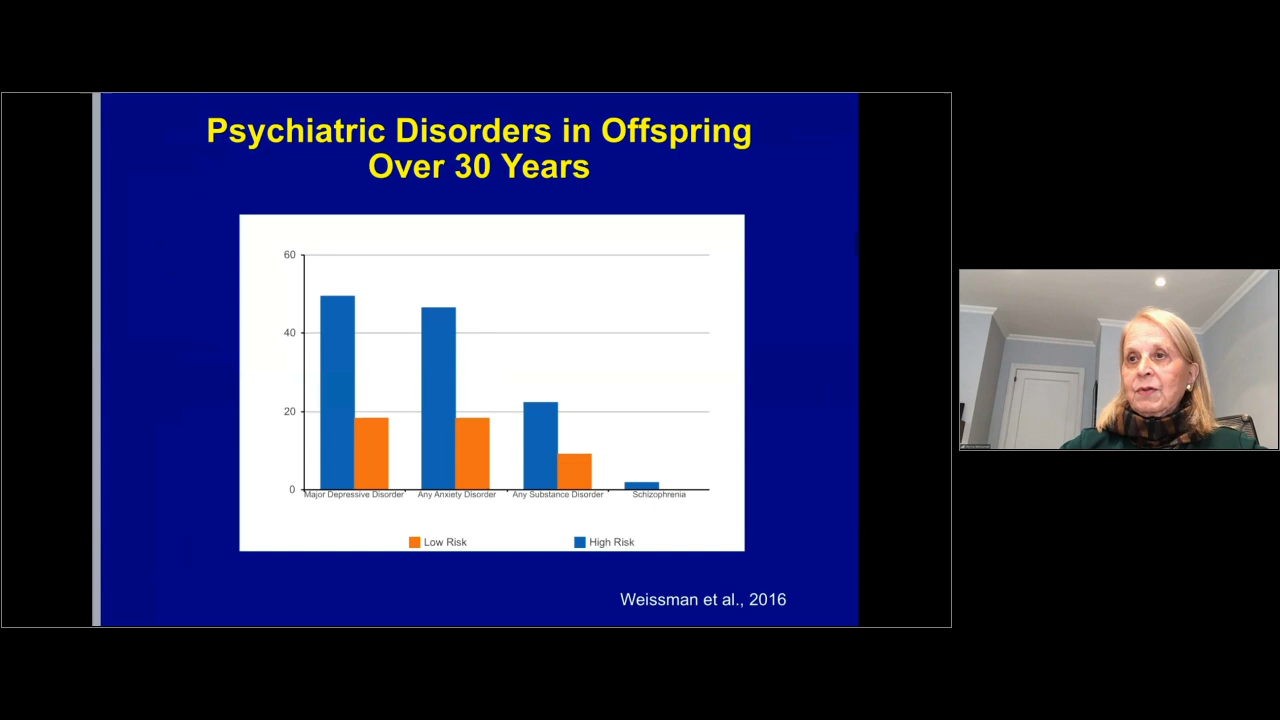 Psychiatric Disorders in Offspring
Over 30 Years
60
40
20
0
Major Depressive Disorder
Any Anxiety Disorder
Any Substance Disorder
Schizophrenia
Low Risk
High Risk
Weissman et al., 2016